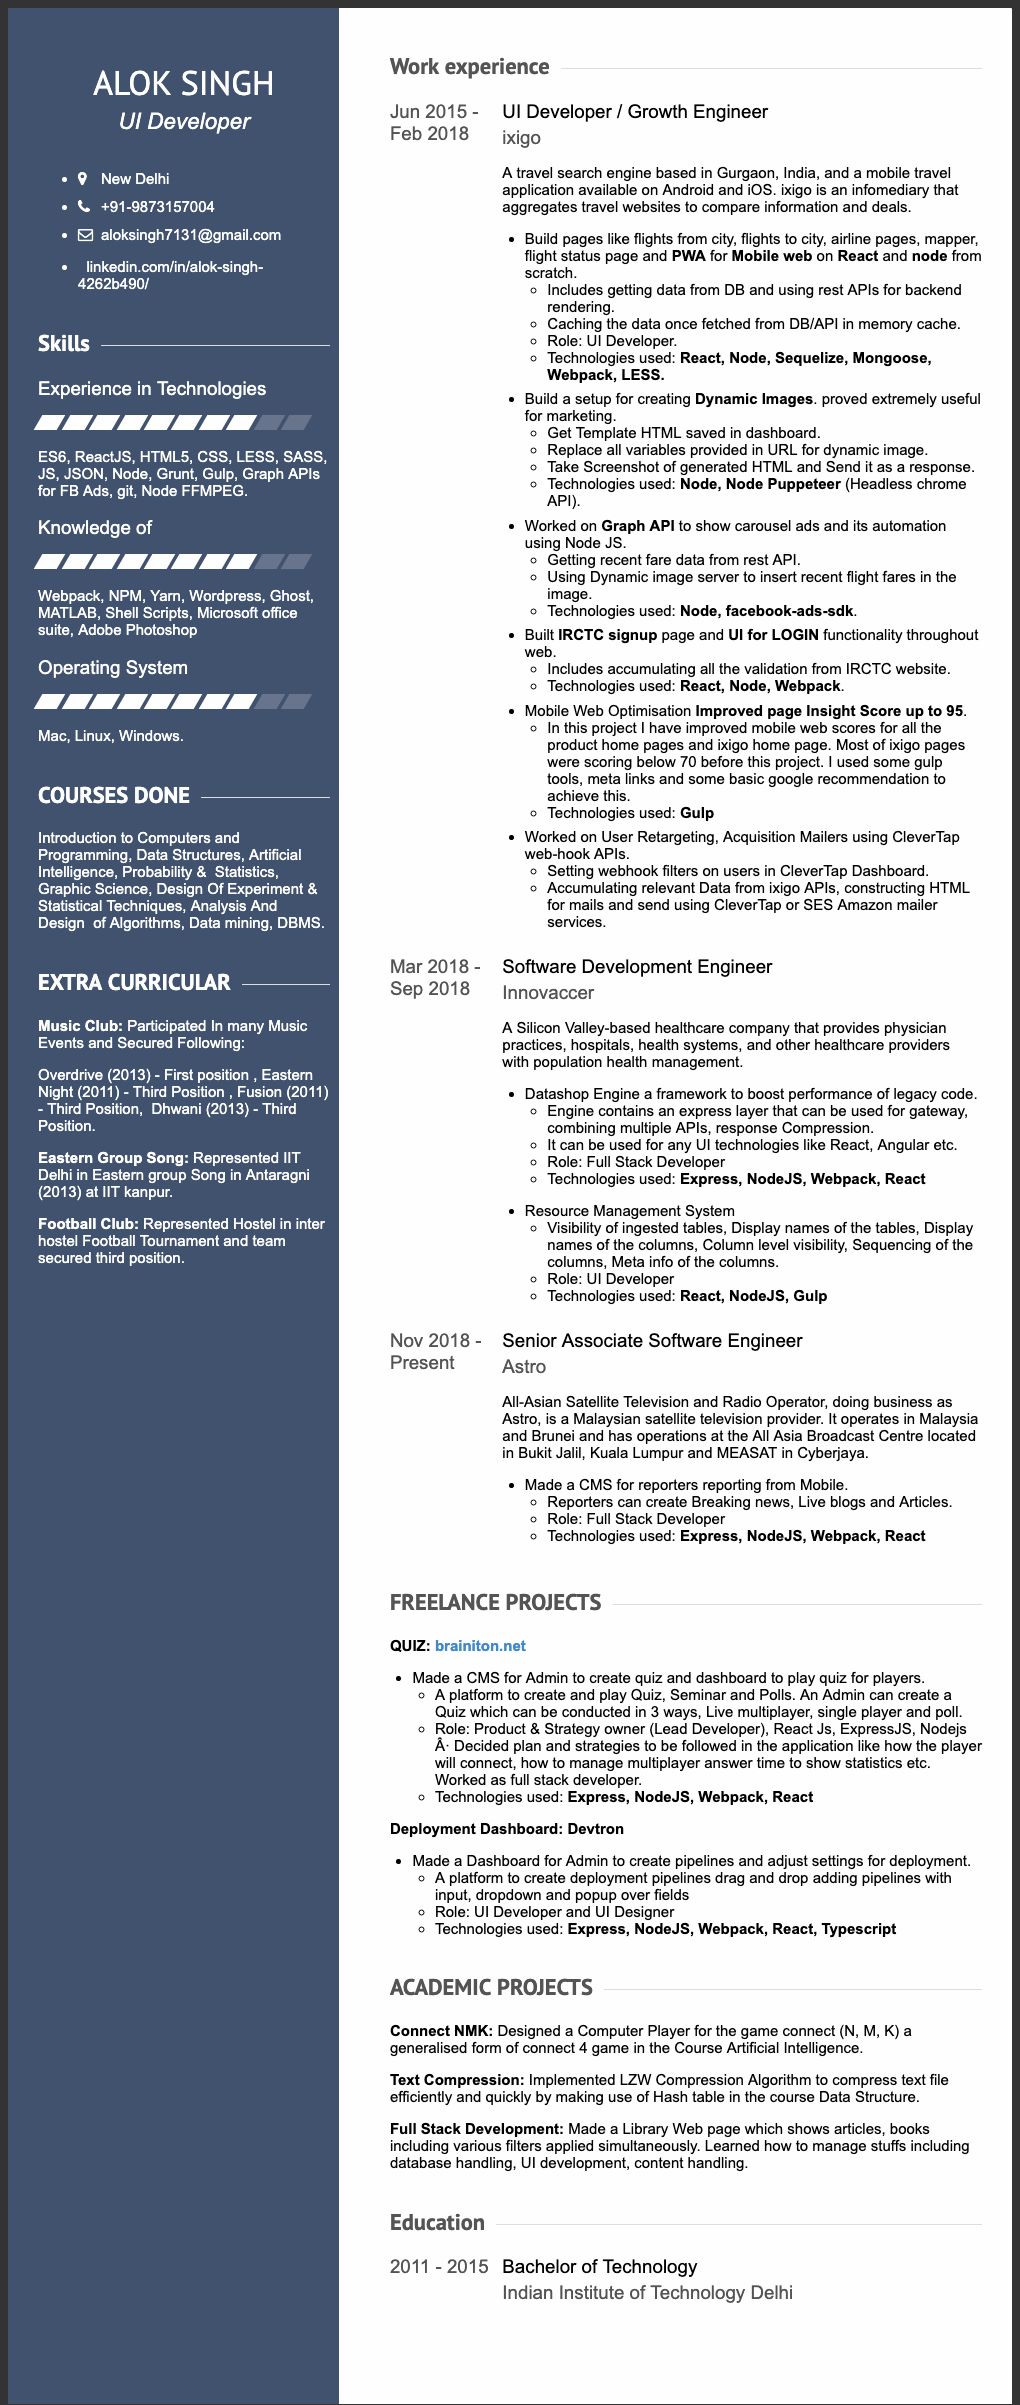 ALOK SINGH
UI Developer
New Delhi
+91-9873157004
aloksingh7131@gmail.com
linkedin.com/in/alok-singh-
4262b490/
Skills
Experience in Technologies
ES6, ReactJS, HTML5, CSS, LESS, SASS,
JS, JSON, Node, Grunt, Gulp, Graph APIs
for FB Ads, git, Node FFMPEG.
Knowledge of
Webpack, NPM, Yarn, Wordpress, Ghost,
MATLAB, Shell Scripts, Microsoft office
suite, Adobe Photoshop
Operating System
Mac, Linux, Windows.
COURSES DONE
Introduction to Computers and
Programming, Data Structures, Artificial
Intelligence, Probability &  Statistics,
Graphic Science, Design Of Experiment &
Statistical Techniques, Analysis And
Design  of Algorithms, Data mining, DBMS.
EXTRA CURRICULAR
Music Club: Participated In many Music
Events and Secured Following:
Overdrive (2013) - First position , Eastern
Night (2011) - Third Position , Fusion (2011)
- Third Position,  Dhwani (2013) - Third
Position.
Eastern Group Song: Represented IIT
Delhi in Eastern group Song in Antaragni
(2013) at IIT kanpur.
Football Club: Represented Hostel in inter
hostel Football Tournament and team
secured third position.
Work experience
Jun 2015 -
Feb 2018
UI Developer / Growth Engineer
ixigo
A travel search engine based in Gurgaon, India, and a mobile travel
application available on Android and iOS. ixigo is an infomediary that
aggregates travel websites to compare information and deals.
• Build pages like flights from city, flights to city, airline pages, mapper,
flight status page and PWA for Mobile web on React and node from
scratch.
◦ Includes getting data from DB and using rest APIs for backend
rendering.
◦ Caching the data once fetched from DB/API in memory cache.
◦ Role: UI Developer.
◦ Technologies used: React, Node, Sequelize, Mongoose,
Webpack, LESS.
• Build a setup for creating Dynamic Images. proved extremely useful
for marketing.
◦ Get Template HTML saved in dashboard.
◦ Replace all variables provided in URL for dynamic image.
◦ Take Screenshot of generated HTML and Send it as a response.
◦ Technologies used: Node, Node Puppeteer (Headless chrome
API).
• Worked on Graph API to show carousel ads and its automation
using Node JS.
◦ Getting recent fare data from rest API.
◦ Using Dynamic image server to insert recent flight fares in the
image.
◦ Technologies used: Node, facebook-ads-sdk.
• Built IRCTC signup page and UI for LOGIN functionality throughout
web.
◦ Includes accumulating all the validation from IRCTC website.
◦ Technologies used: React, Node, Webpack.
• Mobile Web Optimisation Improved page Insight Score up to 95.
◦ In this project I have improved mobile web scores for all the
product home pages and ixigo home page. Most of ixigo pages
were scoring below 70 before this project. I used some gulp
tools, meta links and some basic google recommendation to
achieve this.
◦ Technologies used: Gulp
• Worked on User Retargeting, Acquisition Mailers using CleverTap
web-hook APIs.
◦ Setting webhook filters on users in CleverTap Dashboard.
◦ Accumulating relevant Data from ixigo APIs, constructing HTML
for mails and send using CleverTap or SES Amazon mailer
services.
Mar 2018 -
Sep 2018
Software Development Engineer
Innovaccer
A Silicon Valley-based healthcare company that provides physician
practices, hospitals, health systems, and other healthcare providers
with population health management.
• Datashop Engine a framework to boost performance of legacy code.
◦ Engine contains an express layer that can be used for gateway,
combining multiple APIs, response Compression.
◦ It can be used for any UI technologies like React, Angular etc.
◦ Role: Full Stack Developer
◦ Technologies used: Express, NodeJS, Webpack, React
• Resource Management System
◦ Visibility of ingested tables, Display names of the tables, Display
names of the columns, Column level visibility, Sequencing of the
columns, Meta info of the columns.
◦ Role: UI Developer
◦ Technologies used: React, NodeJS, Gulp
Nov 2018 -
Present
Senior Associate Software Engineer
Astro
All-Asian Satellite Television and Radio Operator, doing business as
Astro, is a Malaysian satellite television provider. It operates in Malaysia
and Brunei and has operations at the All Asia Broadcast Centre located
in Bukit Jalil, Kuala Lumpur and MEASAT in Cyberjaya.
• Made a CMS for reporters reporting from Mobile.
◦ Reporters can create Breaking news, Live blogs and Articles.
◦ Role: Full Stack Developer
◦ Technologies used: Express, NodeJS, Webpack, React
FREELANCE PROJECTS
QUIZ: brainiton.net
• Made a CMS for Admin to create quiz and dashboard to play quiz for players.
◦ A platform to create and play Quiz, Seminar and Polls. An Admin can create a
Quiz which can be conducted in 3 ways, Live multiplayer, single player and poll.
◦ Role: Product & Strategy owner (Lead Developer), React Js, ExpressJS, Nodejs
Â· Decided plan and strategies to be followed in the application like how the player
will connect, how to manage multiplayer answer time to show statistics etc.
Worked as full stack developer.
◦ Technologies used: Express, NodeJS, Webpack, React
Deployment Dashboard: Devtron
• Made a Dashboard for Admin to create pipelines and adjust settings for deployment.
◦ A platform to create deployment pipelines drag and drop adding pipelines with
input, dropdown and popup over fields
◦ Role: UI Developer and UI Designer
◦ Technologies used: Express, NodeJS, Webpack, React, Typescript
ACADEMIC PROJECTS
Connect NMK: Designed a Computer Player for the game connect (N, M, K) a
generalised form of connect 4 game in the Course Artificial Intelligence.
Text Compression: Implemented LZW Compression Algorithm to compress text file
efficiently and quickly by making use of Hash table in the course Data Structure.
Full Stack Development: Made a Library Web page which shows articles, books
including various filters applied simultaneously. Learned how to manage stuffs including
database handling, UI development, content handling.
Education
2011 - 2015
Bachelor of Technology
Indian Institute of Technology Delhi